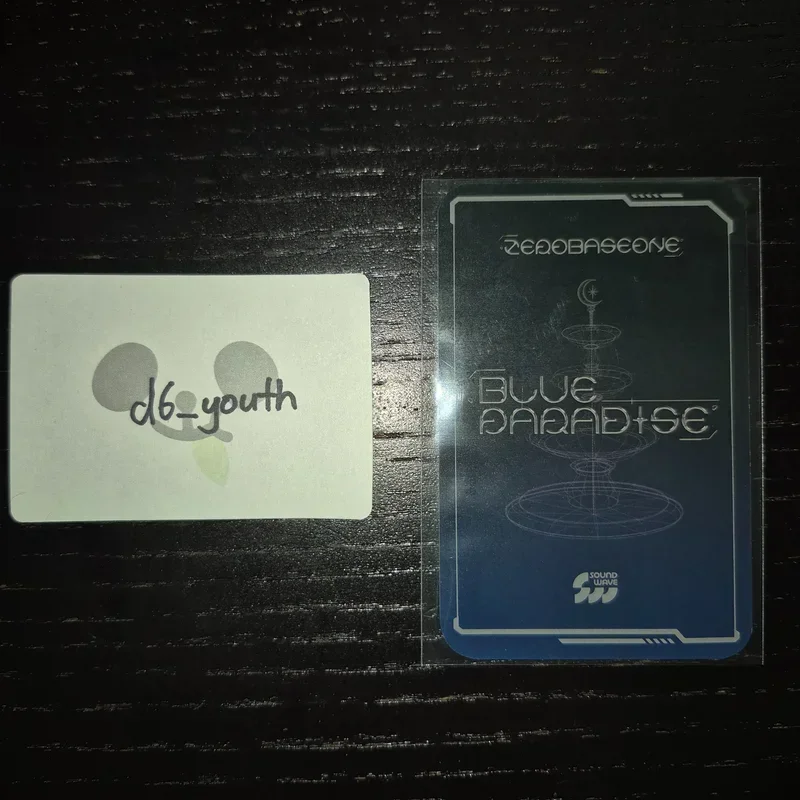 d6_youth
ZEROBASEONE
BLUE
PARADISE
SOUND
WAVE